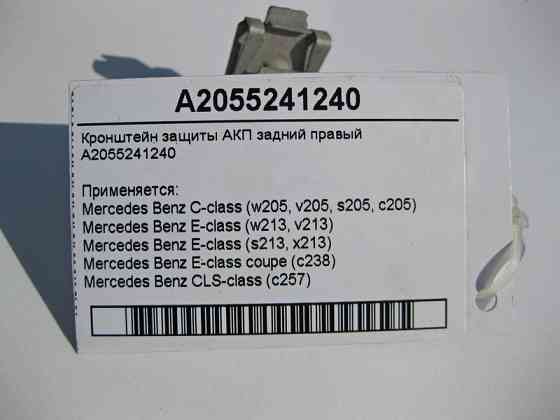 A2055241240
Кронштейн защиты АКП задний правый
A2055241240
Применяется:
Mercedes Benz C-class (w205, v205, s205, c205)
Mercedes Benz E-class (w213, v213)
Mercedes Benz E-class (s213, x213)
Mercedes Benz E-class coupe (c238)
Mercedes Benz CLS-class (c257)